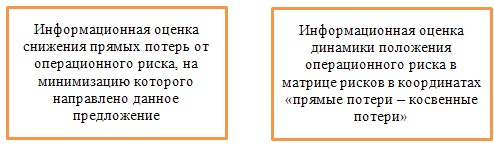 Информационная оценка
снижения прямых потерь от
операционного риска, на
минимизацию которого
направлено данное
предложение
Информационная оценка
динамики положения
операционного риска в
матрице рисков в координатах
«прямые потери – косвенные
потери»